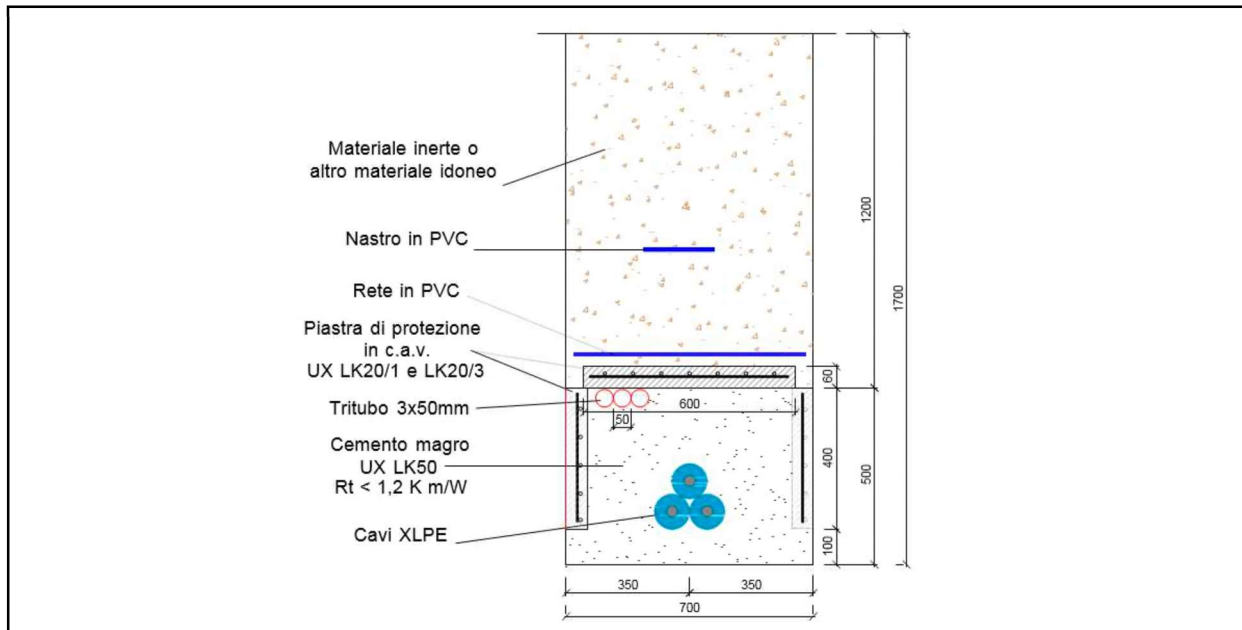 Materiale inerte o
altro materiale idoneo
Nastro in PVC
Rete in PVC
Piastra di protezione
in c.a.v.
UX LK20/1 e LK20/3
Tritubo 3x50mm
Cemento magro
UX LK50
Rt < 1,2 K m/W
Cavi XLPE
1200
1700
60
600
50
400
500
100
350
350
700